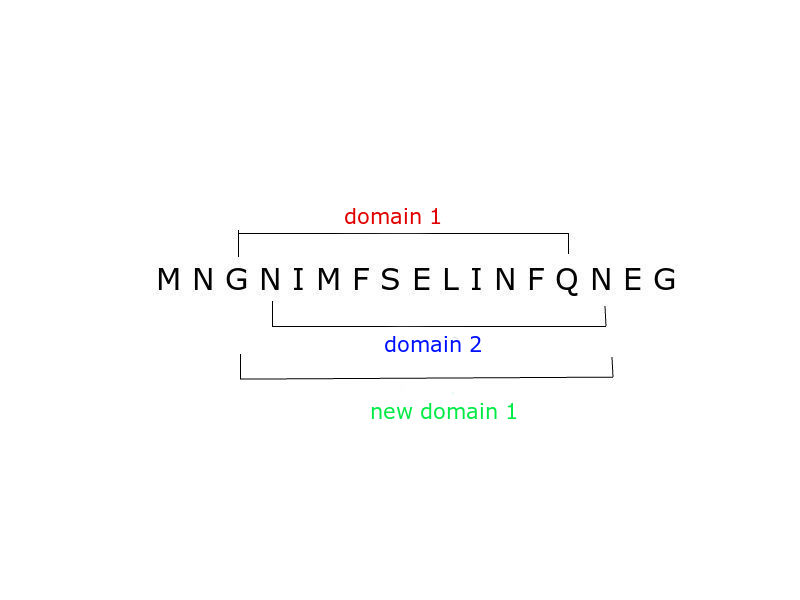 domain 1
M N G N I M F S E L I N F Q N E G
domain 2
new domain 1